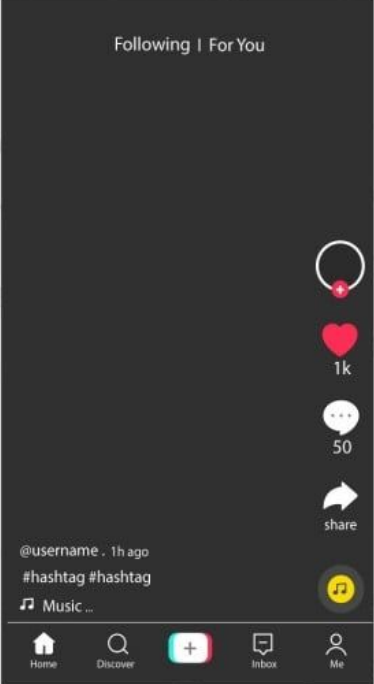 Following | For You
1k
50
share
@username . 1h ago
#hashtag #hashtag
Music ...
Home Discover Inbox Me